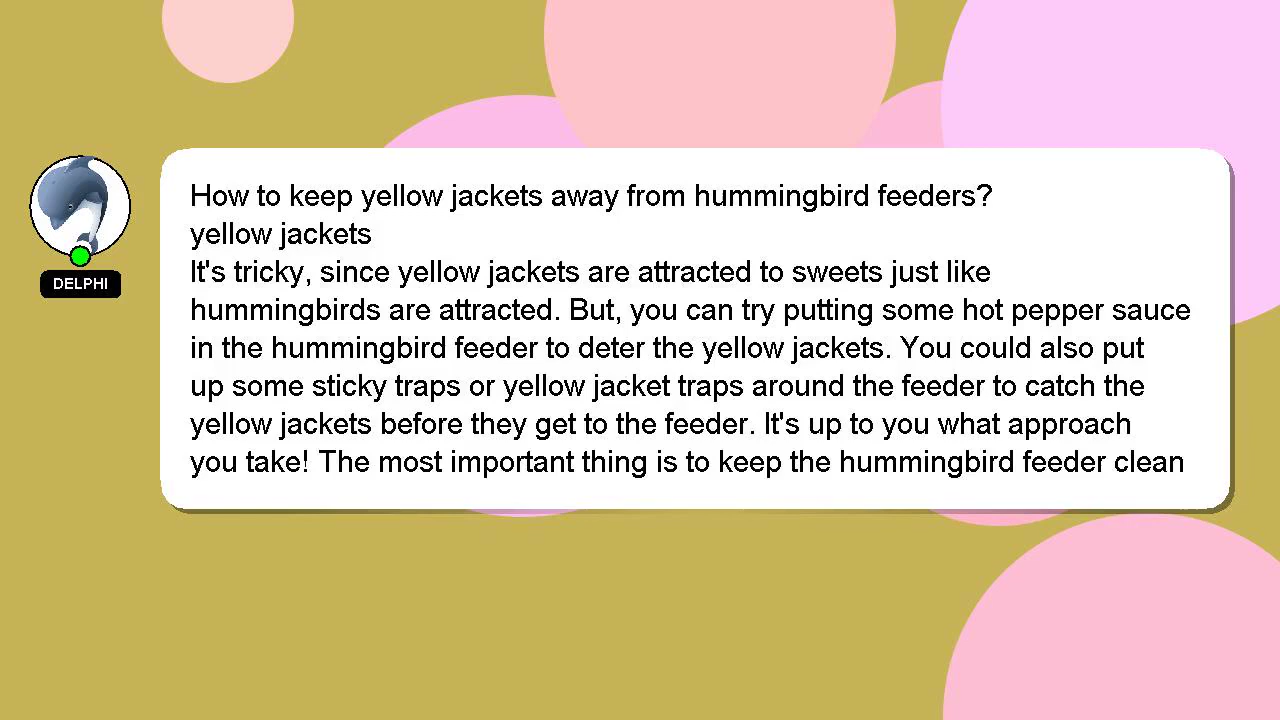 How to keep yellow jackets away from hummingbird feeders?
yellow jackets
It's tricky, since yellow jackets are attracted to sweets just like
hummingbirds are attracted. But, you can try putting some hot pepper sauce
in the hummingbird feeder to deter the yellow jackets. You could also put
up some sticky traps or yellow jacket traps around the feeder to catch the
yellow jackets before they get to the feeder. It's up to you what approach
you take! The most important thing is to keep the hummingbird feeder clean
DELPHI